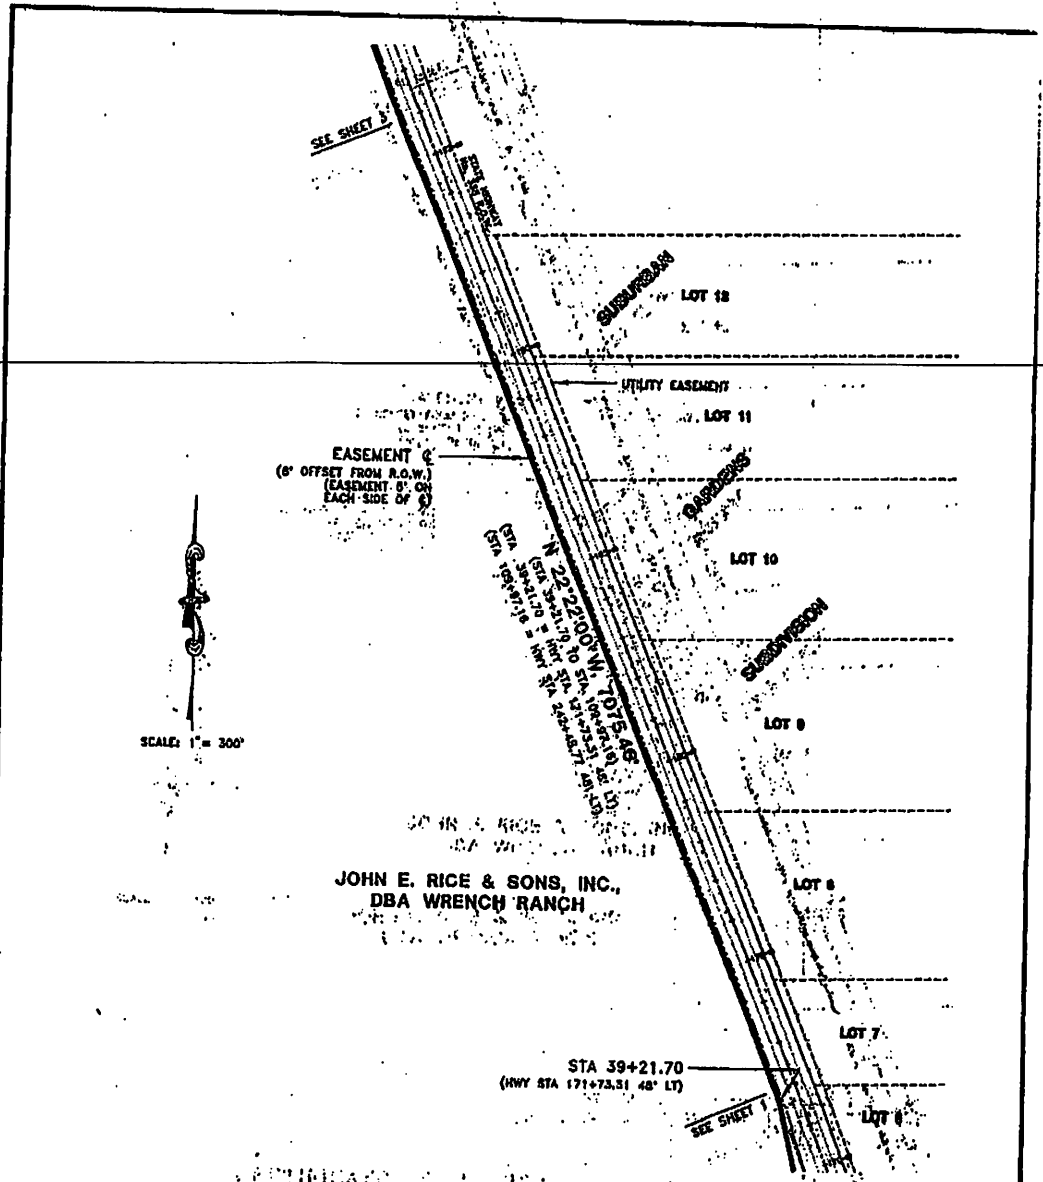 SEE SHEET 3
STATE HIGHWAY
R.O.W.
SUBURBAN
LOT 12
UTILITY EASEMENT
LOT 11
EASEMENT ℄
(6' OFFSET FROM R.O.W.)
(EASEMENT 6' ON
EACH SIDE OF ℄)
GARDENS
LOT 10
N 22°22'00" W, 7075.46'
(STA 39+21.70 TO STA. 109+97.16)
(STA 39+21.70 = HWY STA. 171+73.31 48' LT)
(STA 109+97.16 = HWY STA 242+48.77 48' LT)
SUBDIVISION
LOT 9
SCALE: 1" = 300'
JOHN E. RICE & SONS, INC.,
DBA WRENCH RANCH
LOT 8
LOT 7
STA 39+21.70
(HWY STA 171+73.31 48' LT)
SEE SHEET 1
LOT 6